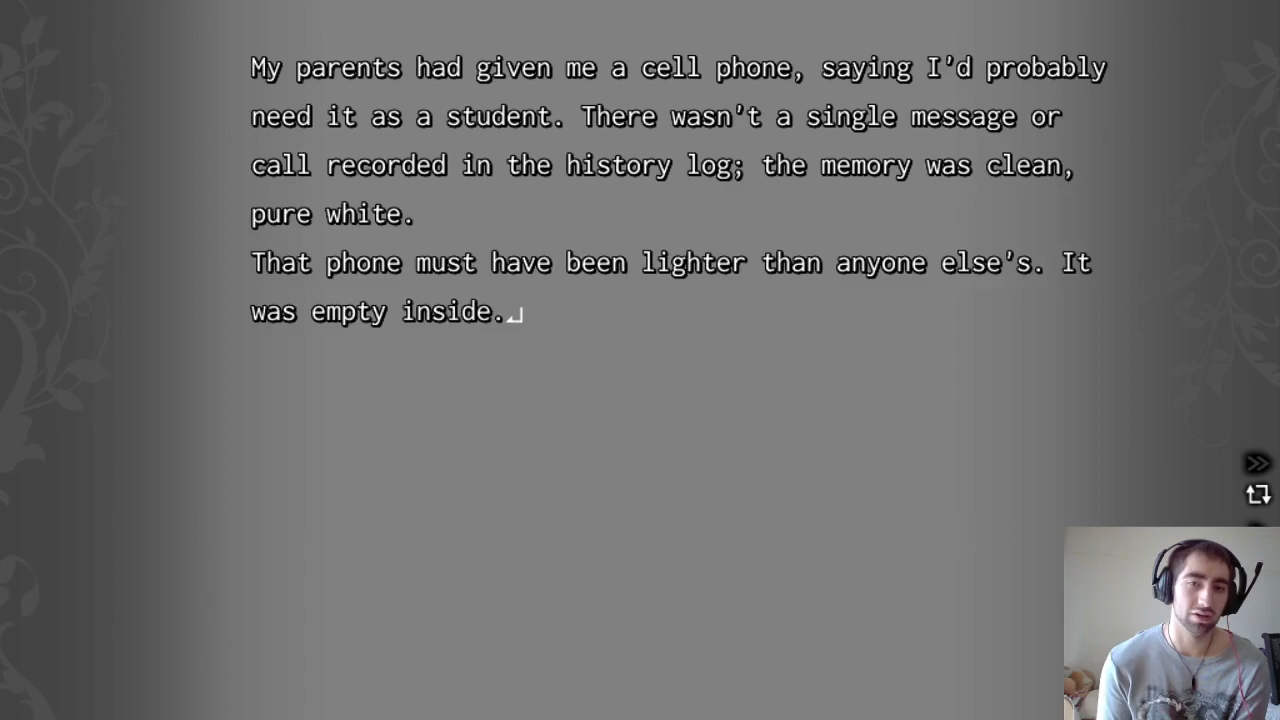 My parents had given me a cell phone, saying I'd probably
need it as a student. There wasn't a single message or
call recorded in the history log; the memory was clean,
pure white.
That phone must have been lighter than anyone else's. It
was empty inside.